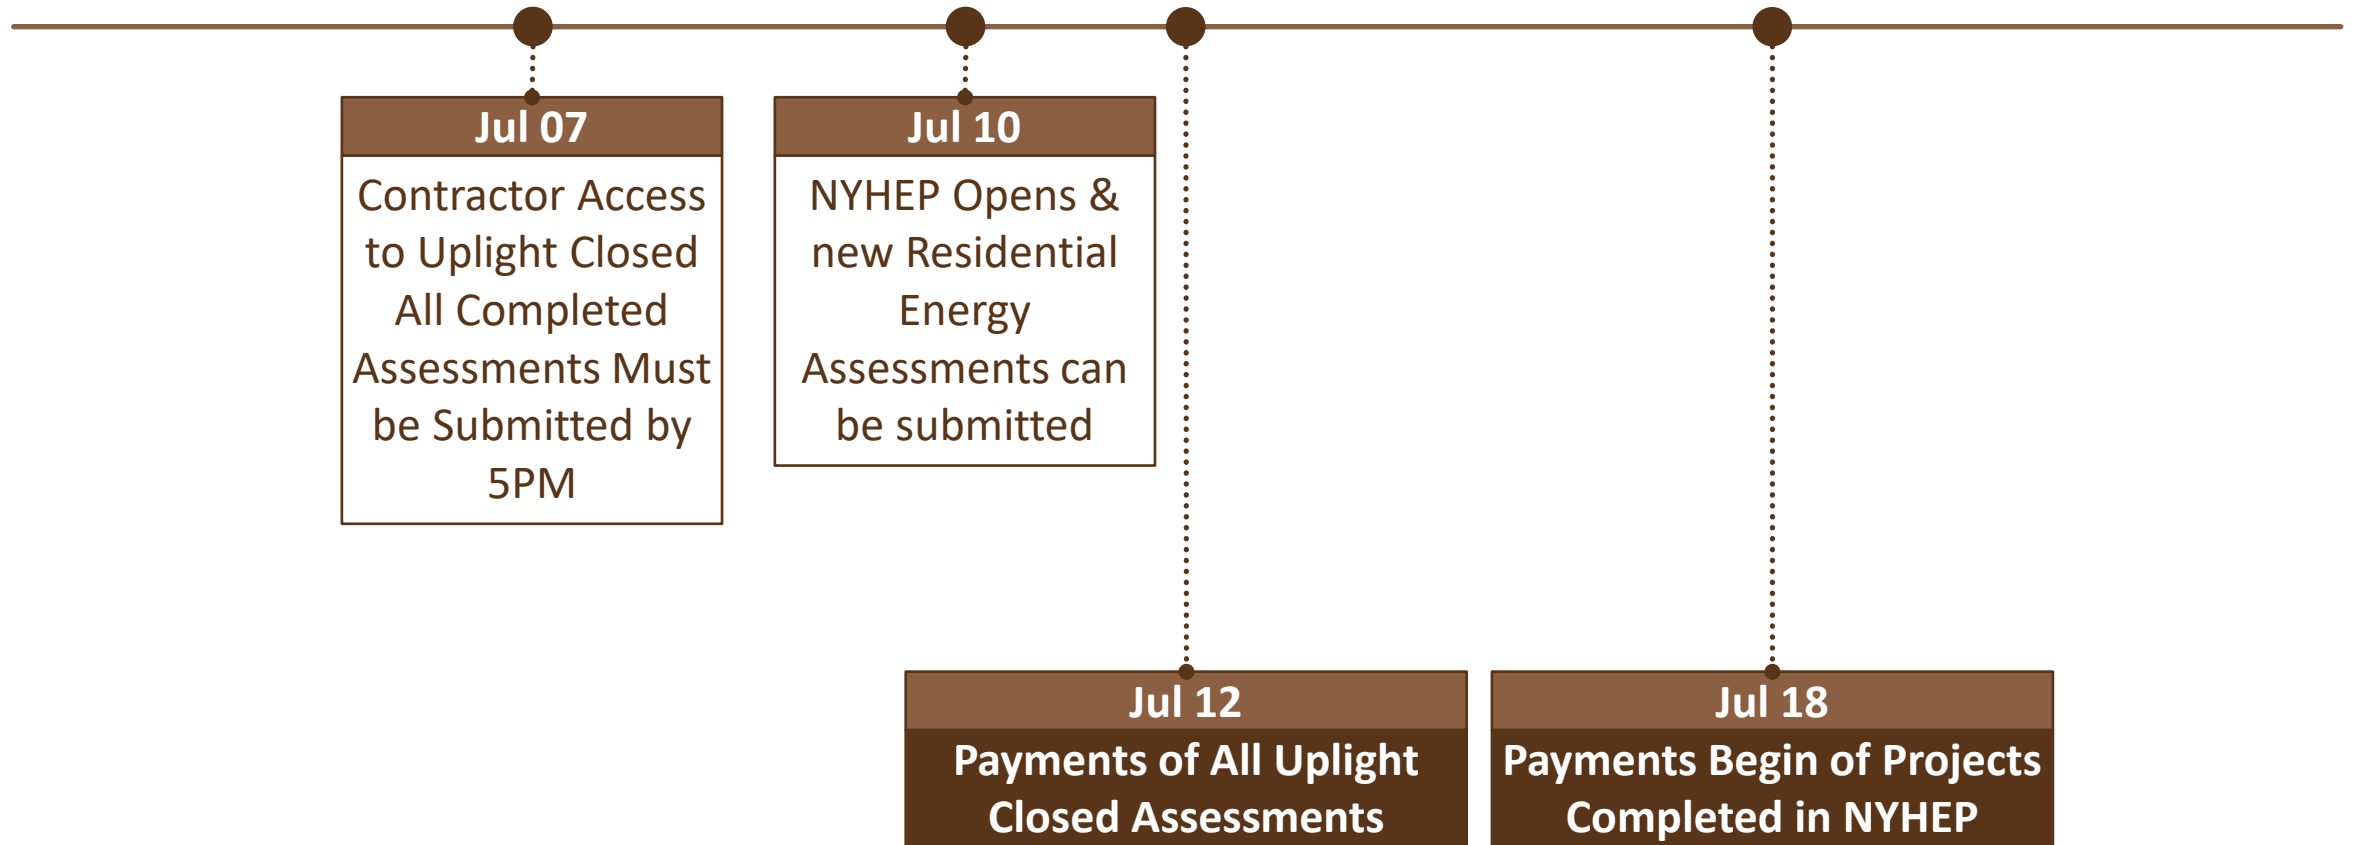 Jul 07
Contractor Access
to Uplight Closed
All Completed
Assessments Must
be Submitted by
5PM
Jul 10
NYHEP Opens &
new Residential
Energy
Assessments can
be submitted
Jul 12
Payments of All Uplight
Closed Assessments
Jul 18
Payments Begin of Projects
Completed in NYHEP